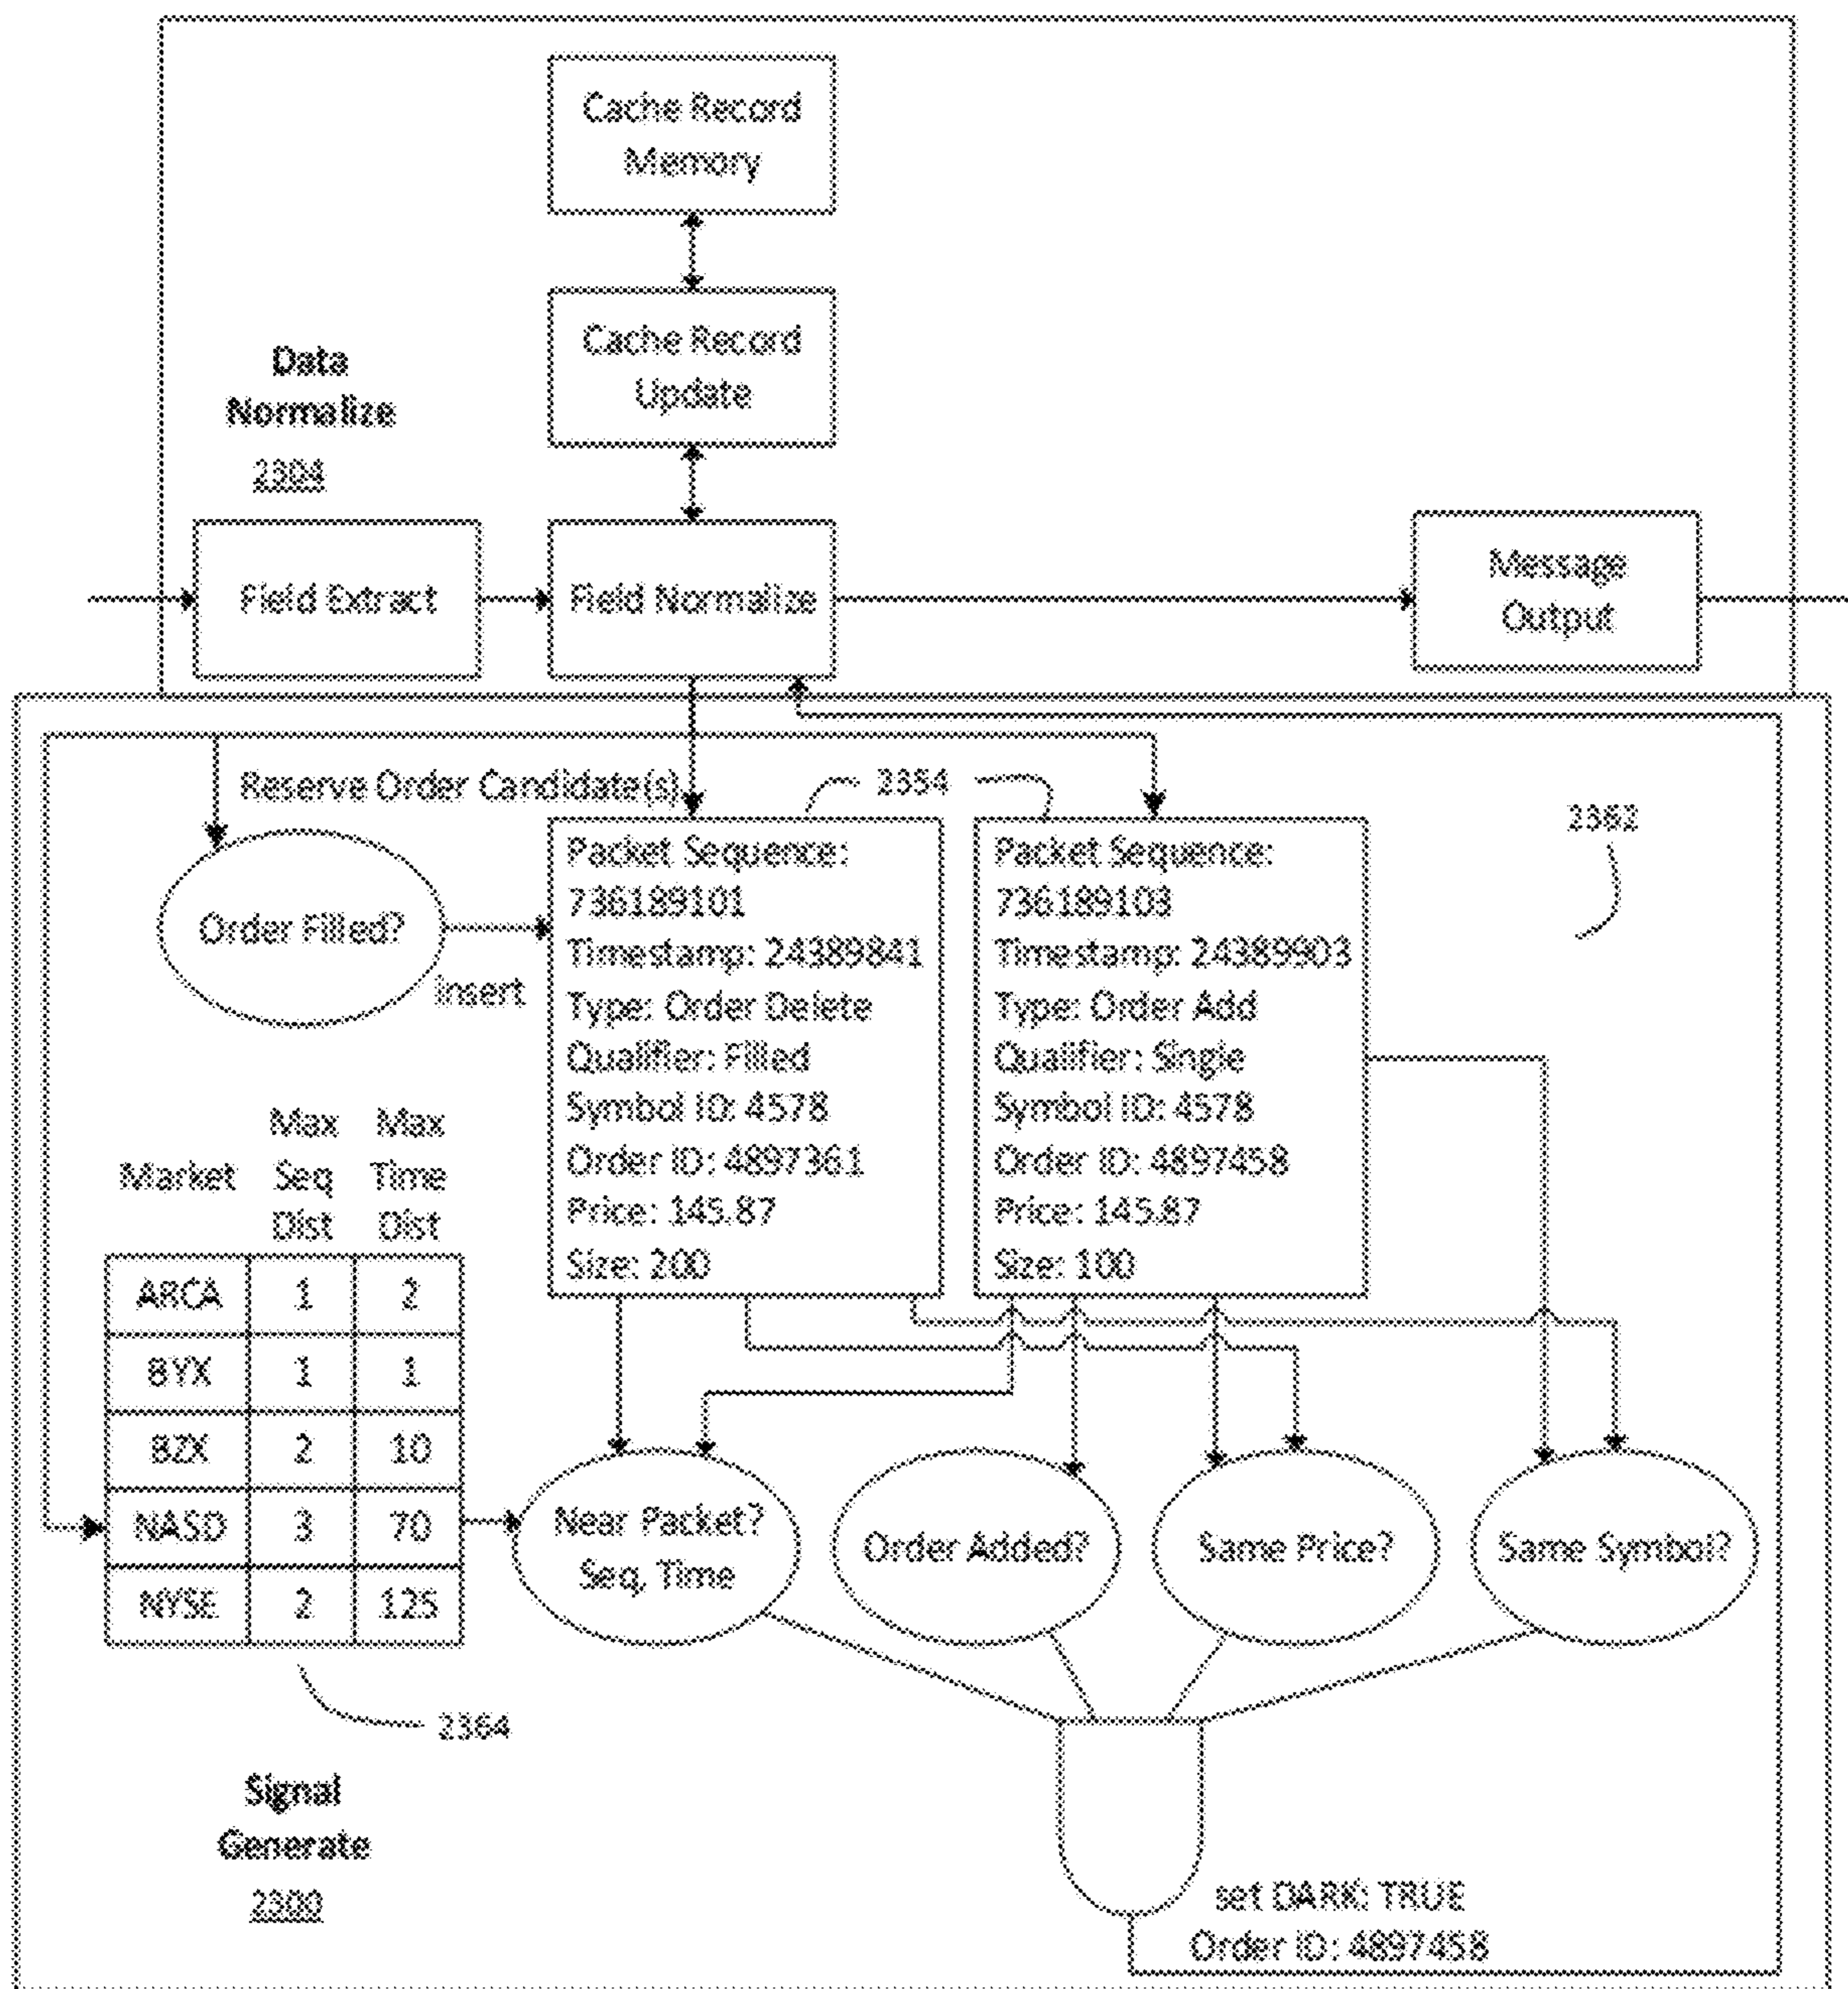 Cache Record
Memory
Cache Record
Update
Data
Normalize
2304
Field Extract
Field Normalize
Message
Output
Reserve Order Candidate(s)
2354
2362
Order Filled?
insert
Packet Sequence:
736189101
Timestamp: 24389841
Type: Order Delete
Qualifier: Filled
Symbol ID: 4578
Order ID: 4897361
Price: 145.87
Size: 200
Packet Sequence:
736189103
Timestamp: 24389903
Type: Order Add
Qualifier: Single
Symbol ID: 4578
Order ID: 4897458
Price: 145.87
Size: 100
Market
Max
Seq
Dist
Max
Time
Dist
ARCA 1 2
BYX 1 1
BZX 2 10
NASD 3 70
NYSE 2 125
Near Packet?
Seq, Time
Order Added?
Same Price?
Same Symbol?
2364
Signal
Generate
2300
set DARK: TRUE
Order ID: 4897458